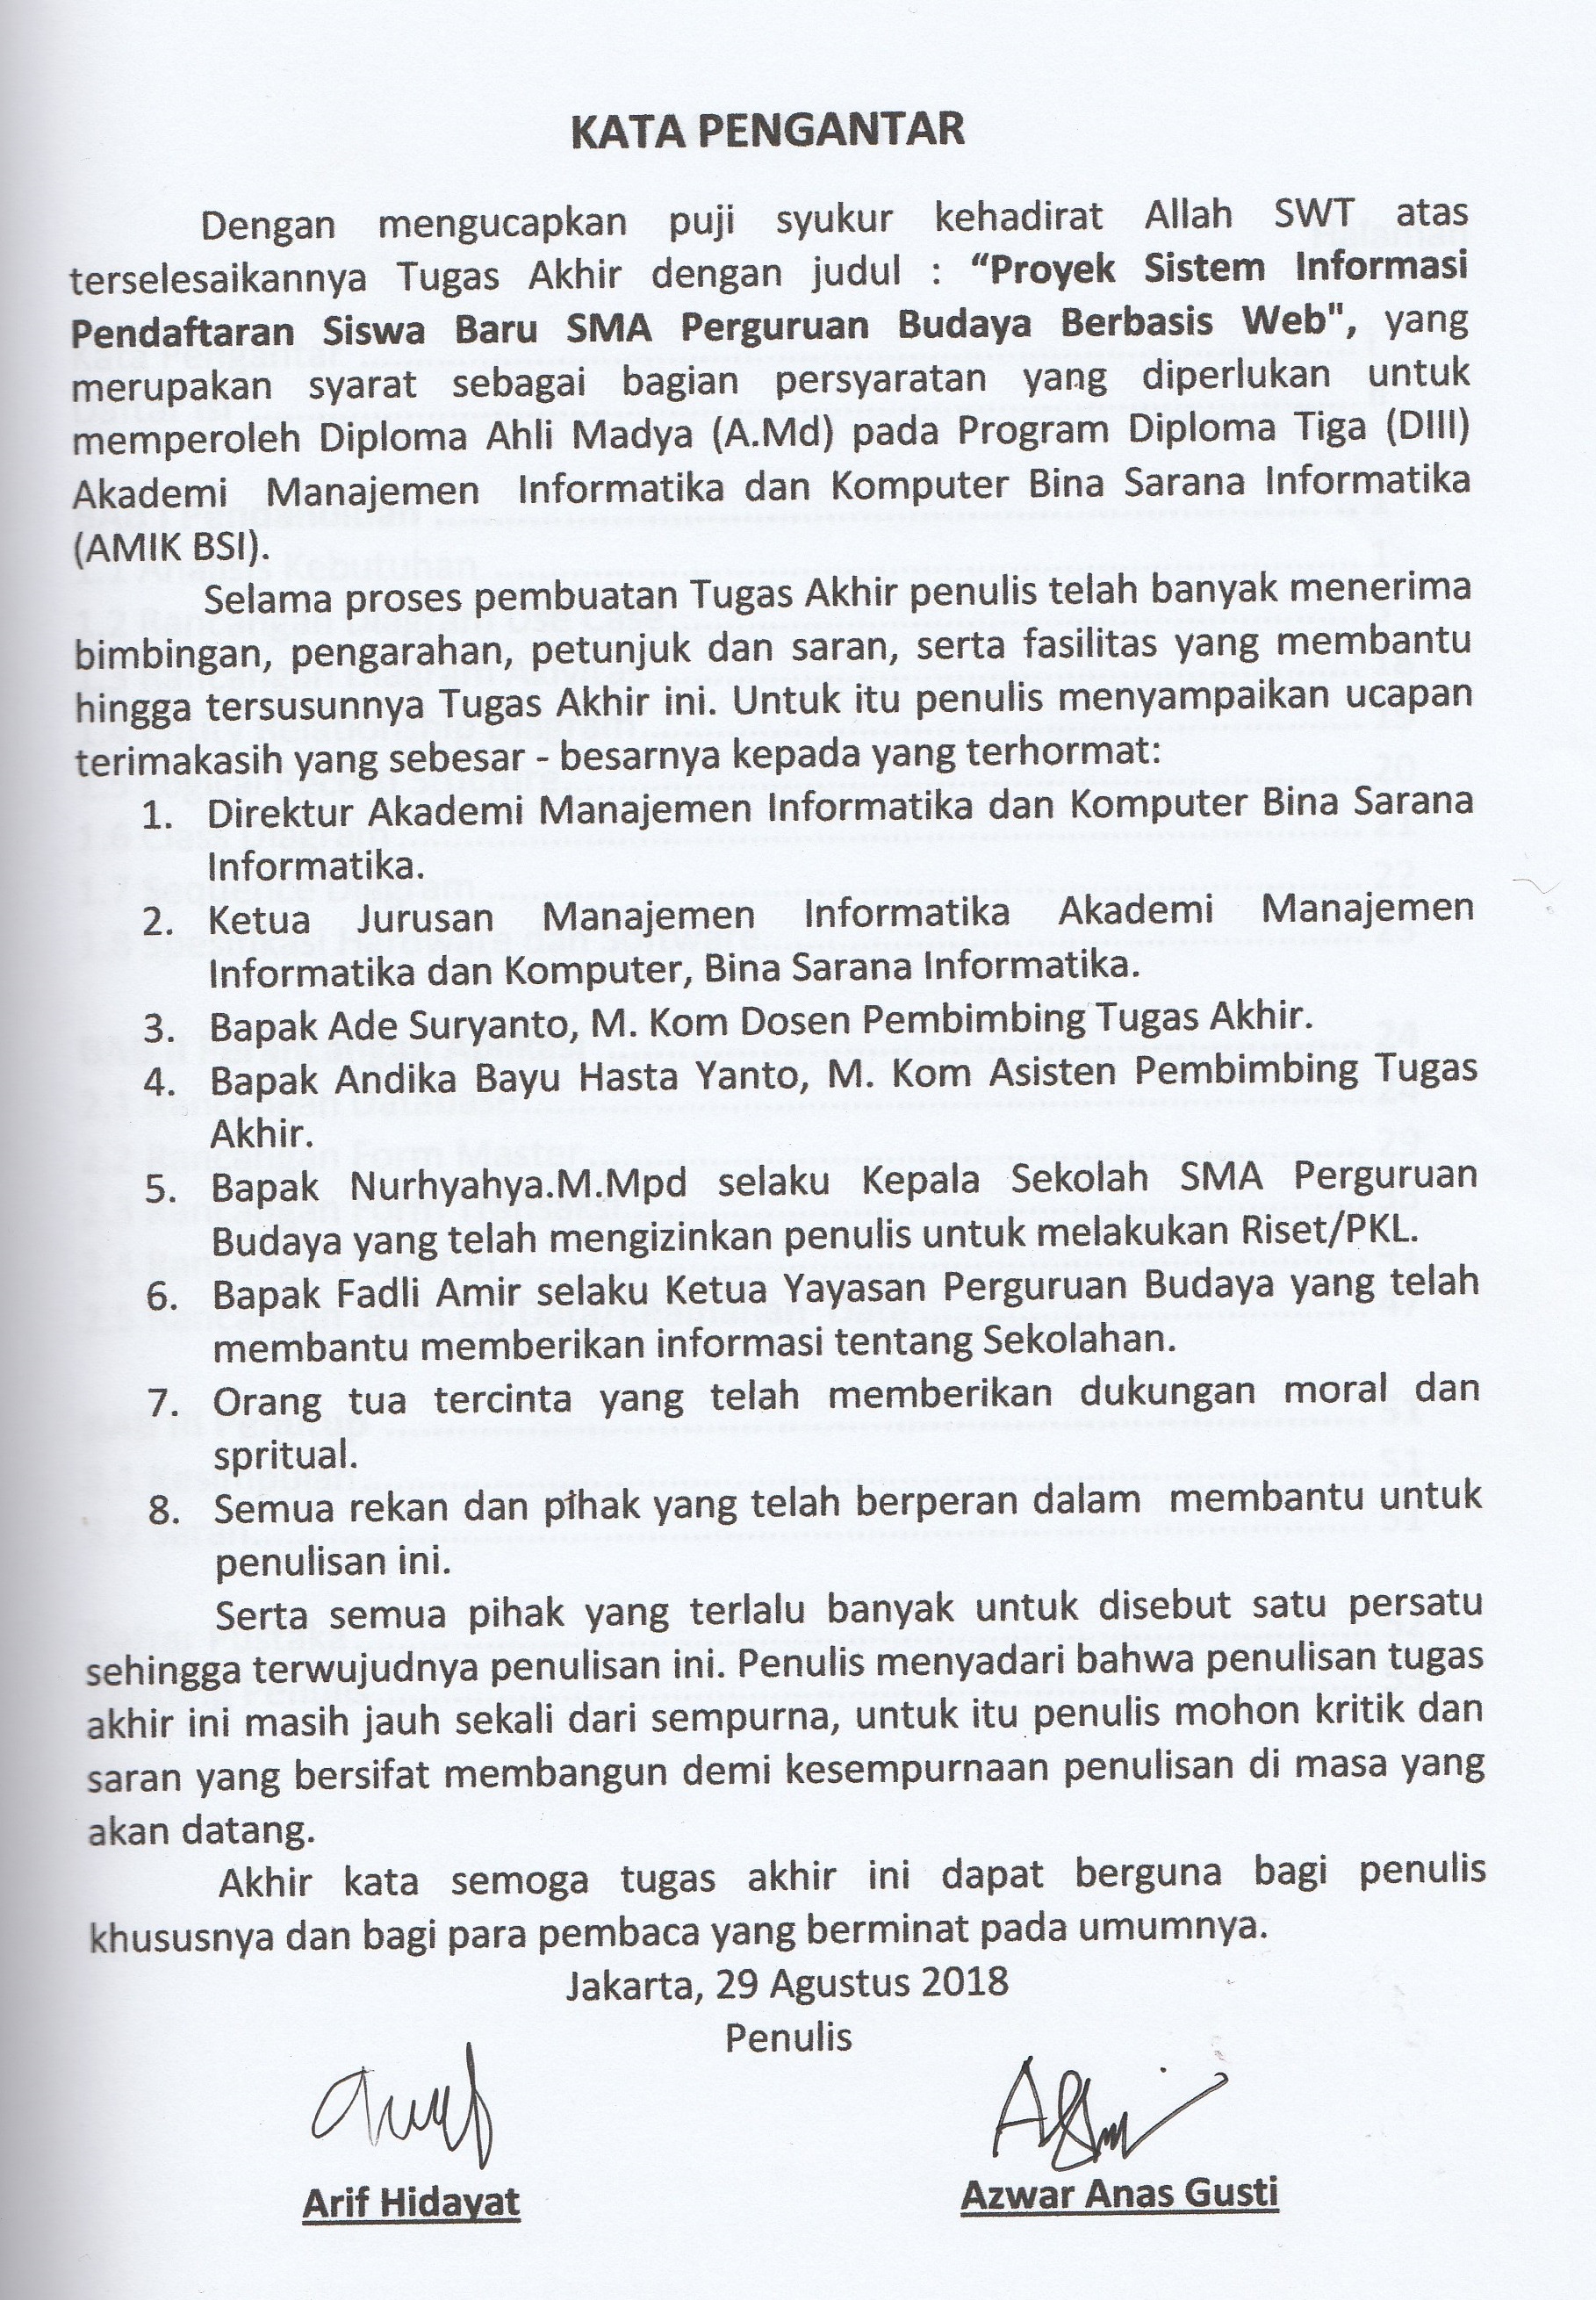 KATA PENGANTAR
Dengan mengucapkan puji syukur kehadirat Allah SWT atas
terselesaikannya Tugas Akhir dengan judul : “Proyek Sistem Informasi
Pendaftaran Siswa Baru SMA Perguruan Budaya Berbasis Web", yang
merupakan syarat sebagai bagian persyaratan yang diperlukan untuk
memperoleh Diploma Ahli Madya (A.Md) pada Program Diploma Tiga (DIII)
Akademi Manajemen Informatika dan Komputer Bina Sarana Informatika
(AMIK BSI).
Selama proses pembuatan Tugas Akhir penulis telah banyak menerima
bimbingan, pengarahan, petunjuk dan saran, serta fasilitas yang membantu
hingga tersusunnya Tugas Akhir ini. Untuk itu penulis menyampaikan ucapan
terimakasih yang sebesar - besarnya kepada yang terhormat:
1. Direktur Akademi Manajemen Informatika dan Komputer Bina Sarana
Informatika.
2. Ketua Jurusan Manajemen Informatika Akademi Manajemen
Informatika dan Komputer, Bina Sarana Informatika.
3. Bapak Ade Suryanto, M. Kom Dosen Pembimbing Tugas Akhir.
4. Bapak Andika Bayu Hasta Yanto, M. Kom Asisten Pembimbing Tugas
Akhir.
5. Bapak Nurhyahya.M.Mpd selaku Kepala Sekolah SMA Perguruan
Budaya yang telah mengizinkan penulis untuk melakukan Riset/PKL.
6. Bapak Fadli Amir selaku Ketua Yayasan Perguruan Budaya yang telah
membantu memberikan informasi tentang Sekolahan.
7. Orang tua tercinta yang telah memberikan dukungan moral dan
spritual.
8. Semua rekan dan pihak yang telah berperan dalam membantu untuk
penulisan ini.
Serta semua pihak yang terlalu banyak untuk disebut satu persatu
sehingga terwujudnya penulisan ini. Penulis menyadari bahwa penulisan tugas
akhir ini masih jauh sekali dari sempurna, untuk itu penulis mohon kritik dan
saran yang bersifat membangun demi kesempurnaan penulisan di masa yang
akan datang.
Akhir kata semoga tugas akhir ini dapat berguna bagi penulis
khususnya dan bagi para pembaca yang berminat pada umumnya.
Jakarta, 29 Agustus 2018
Penulis
Arif Hidayat
Azwar Anas Gusti